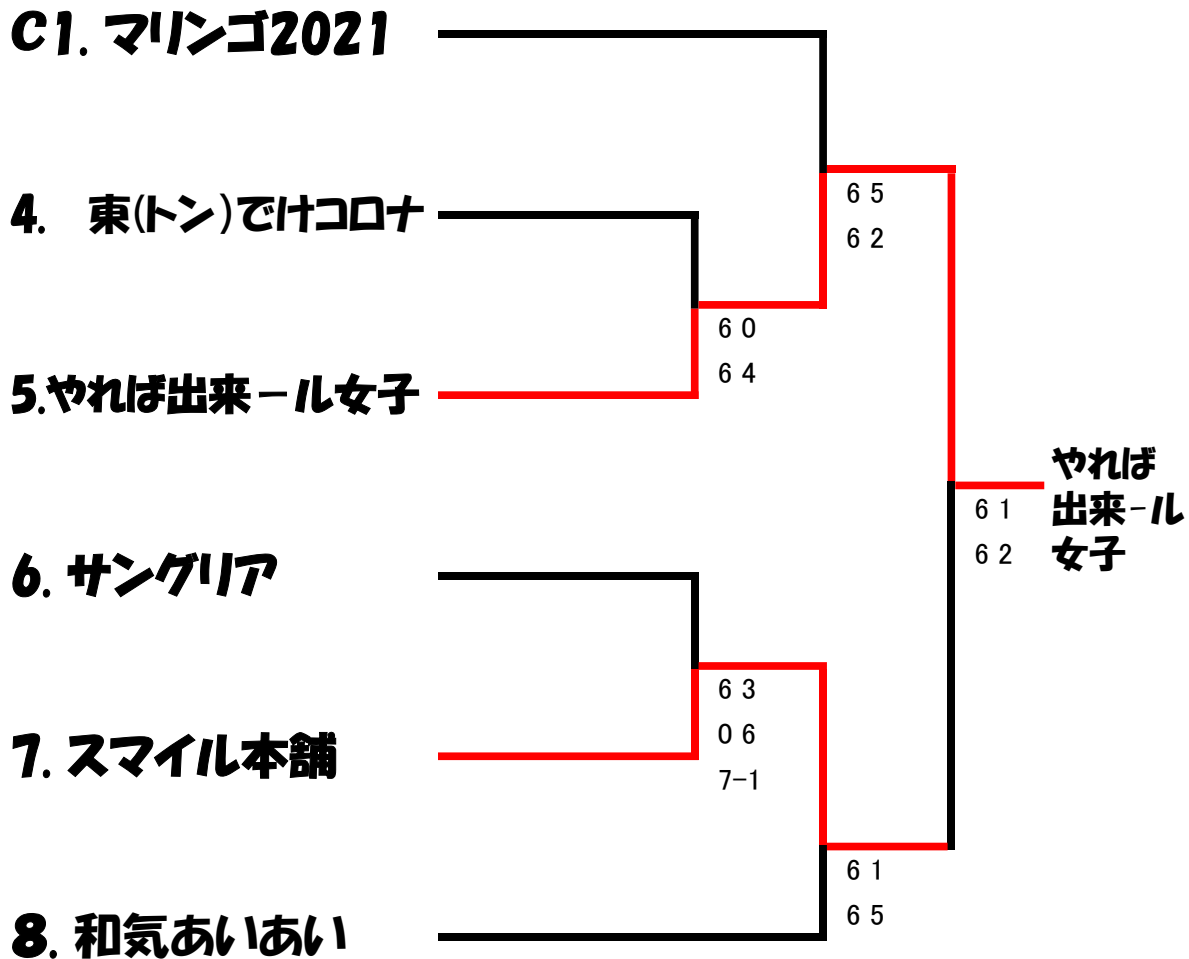 C1. マリンゴ2021
6 5
6 2
4. 東(トン)でけコロナ
6 0
6 4
5.やれば出来－ル女子
やれば
出来-ル
女子
6 1
6 2
6. サングリア
6 3
0 6
7-1
7. スマイル本舗
6 1
6 5
8. 和気あいあい